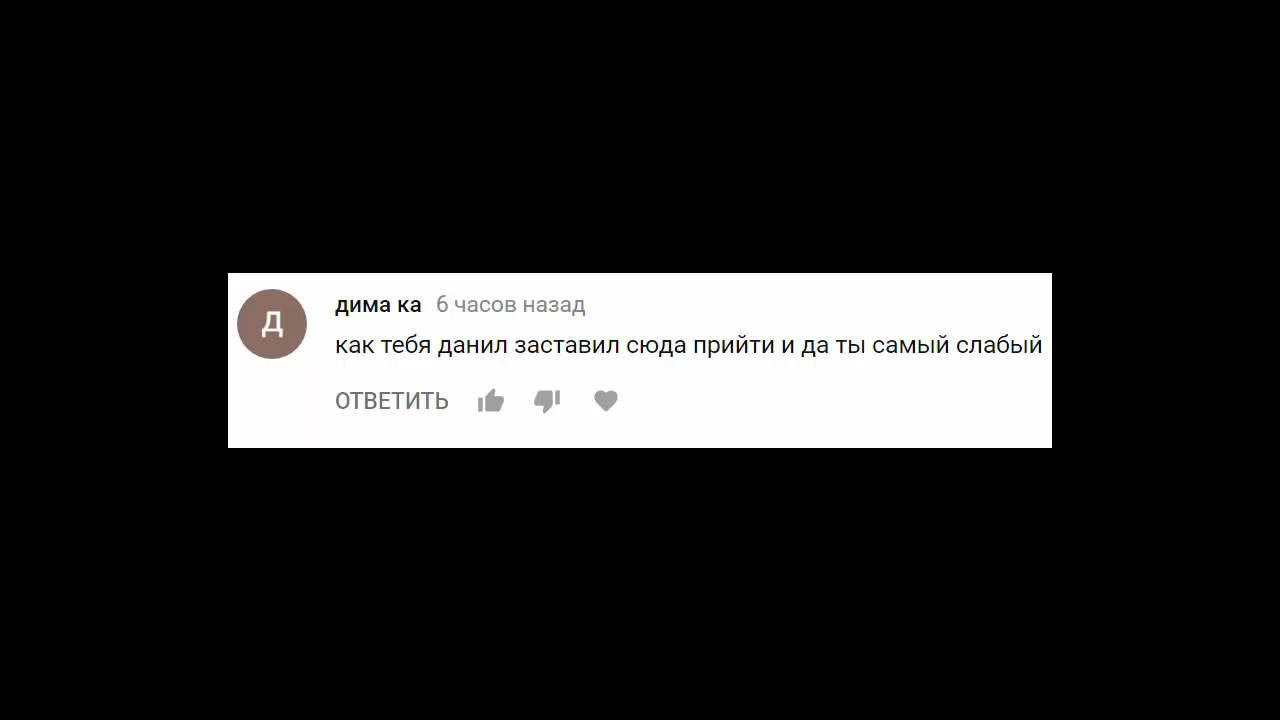 Д
дима ка 6 часов назад
как тебя данил заставил сюда прийти и да ты самый слабый
ОТВЕТИТЬ